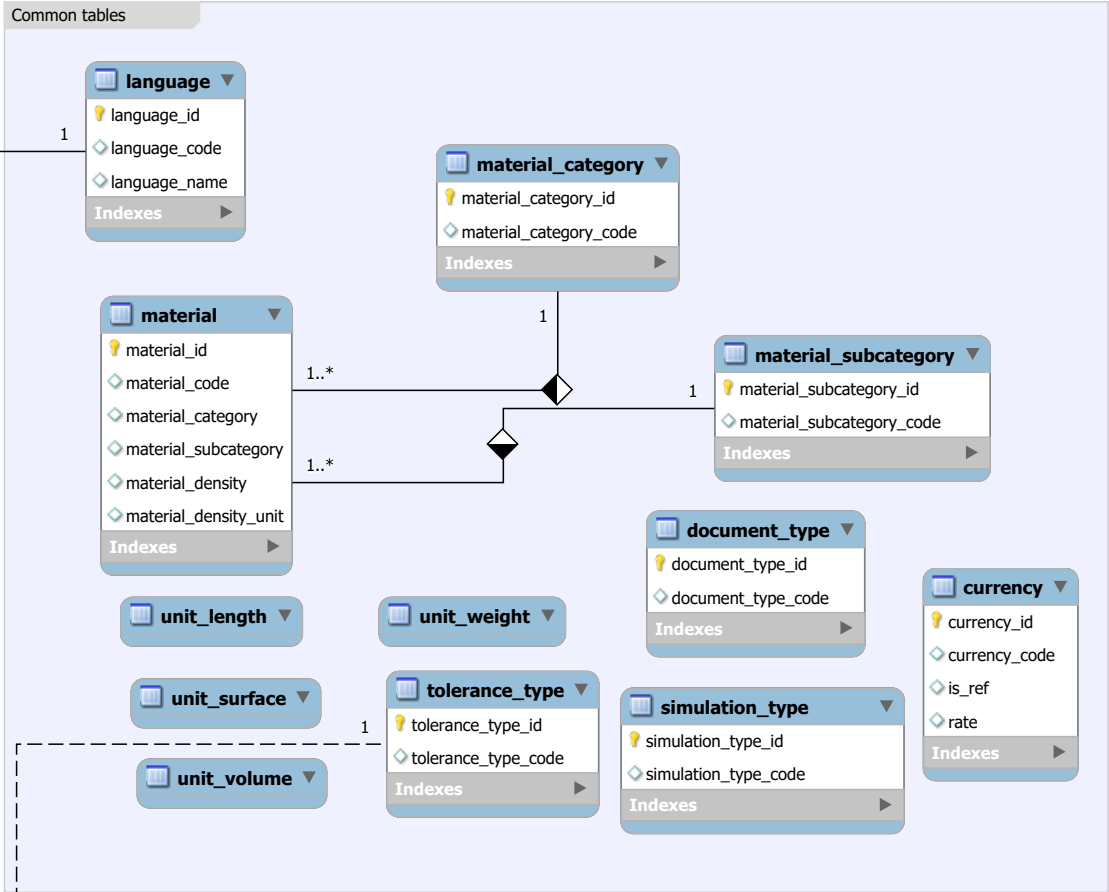 Common tables
language
1
language_id
language_code
language_name
Indexes
material_category
material_category_id
material_category_code
Indexes
1
material
material_id
material_code
material_category
material_subcategory
material_density
material_density_unit
Indexes
1..*
1..*
1
material_subcategory
material_subcategory_id
material_subcategory_code
Indexes
document_type
document_type_id
document_type_code
Indexes
currency
currency_id
currency_code
is_ref
rate
Indexes
unit_length
unit_weight
unit_surface
1
tolerance_type
tolerance_type_id
tolerance_type_code
Indexes
simulation_type
simulation_type_id
simulation_type_code
Indexes
unit_volume